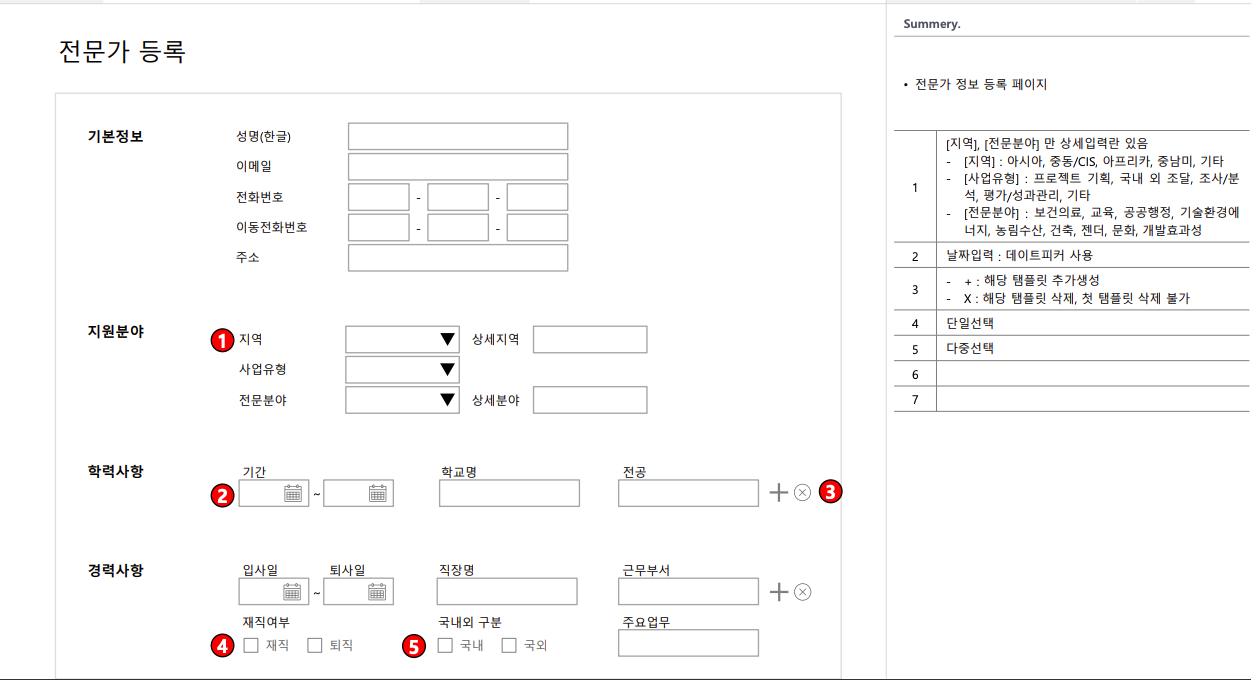 전문가 등록
기본정보
성명(한글)
이메일
전화번호 - -
이동전화번호 - -
주소
지원분야
1 지역 ▼ 상세지역
사업유형 ▼
전문분야 ▼ 상세분야
학력사항
기간 학교명 전공
2 ~ + X 3
경력사항
입사일 퇴사일 직장명 근무부서
~ + X
재직여부 국내외 구분 주요업무
4 재직 퇴직 5 국내 국외
Summery.
• 전문가 정보 등록 페이지
1
[지역], [전문분야] 만 상세입력란 있음
- [지역] : 아시아, 중동/CIS, 아프리카, 중남미, 기타
- [사업유형] : 프로젝트 기획, 국내 외 조달, 조사/분
석, 평가/성과관리, 기타
- [전문분야] : 보건의료, 교육, 공공행정, 기술환경에
너지, 농림수산, 건축, 젠더, 문화, 개발효과성
2 날짜입력 : 데이트피커 사용
3
- + : 해당 탬플릿 추가생성
- X : 해당 탬플릿 삭제, 첫 탬플릿 삭제 불가
4 단일선택
5 다중선택
6
7